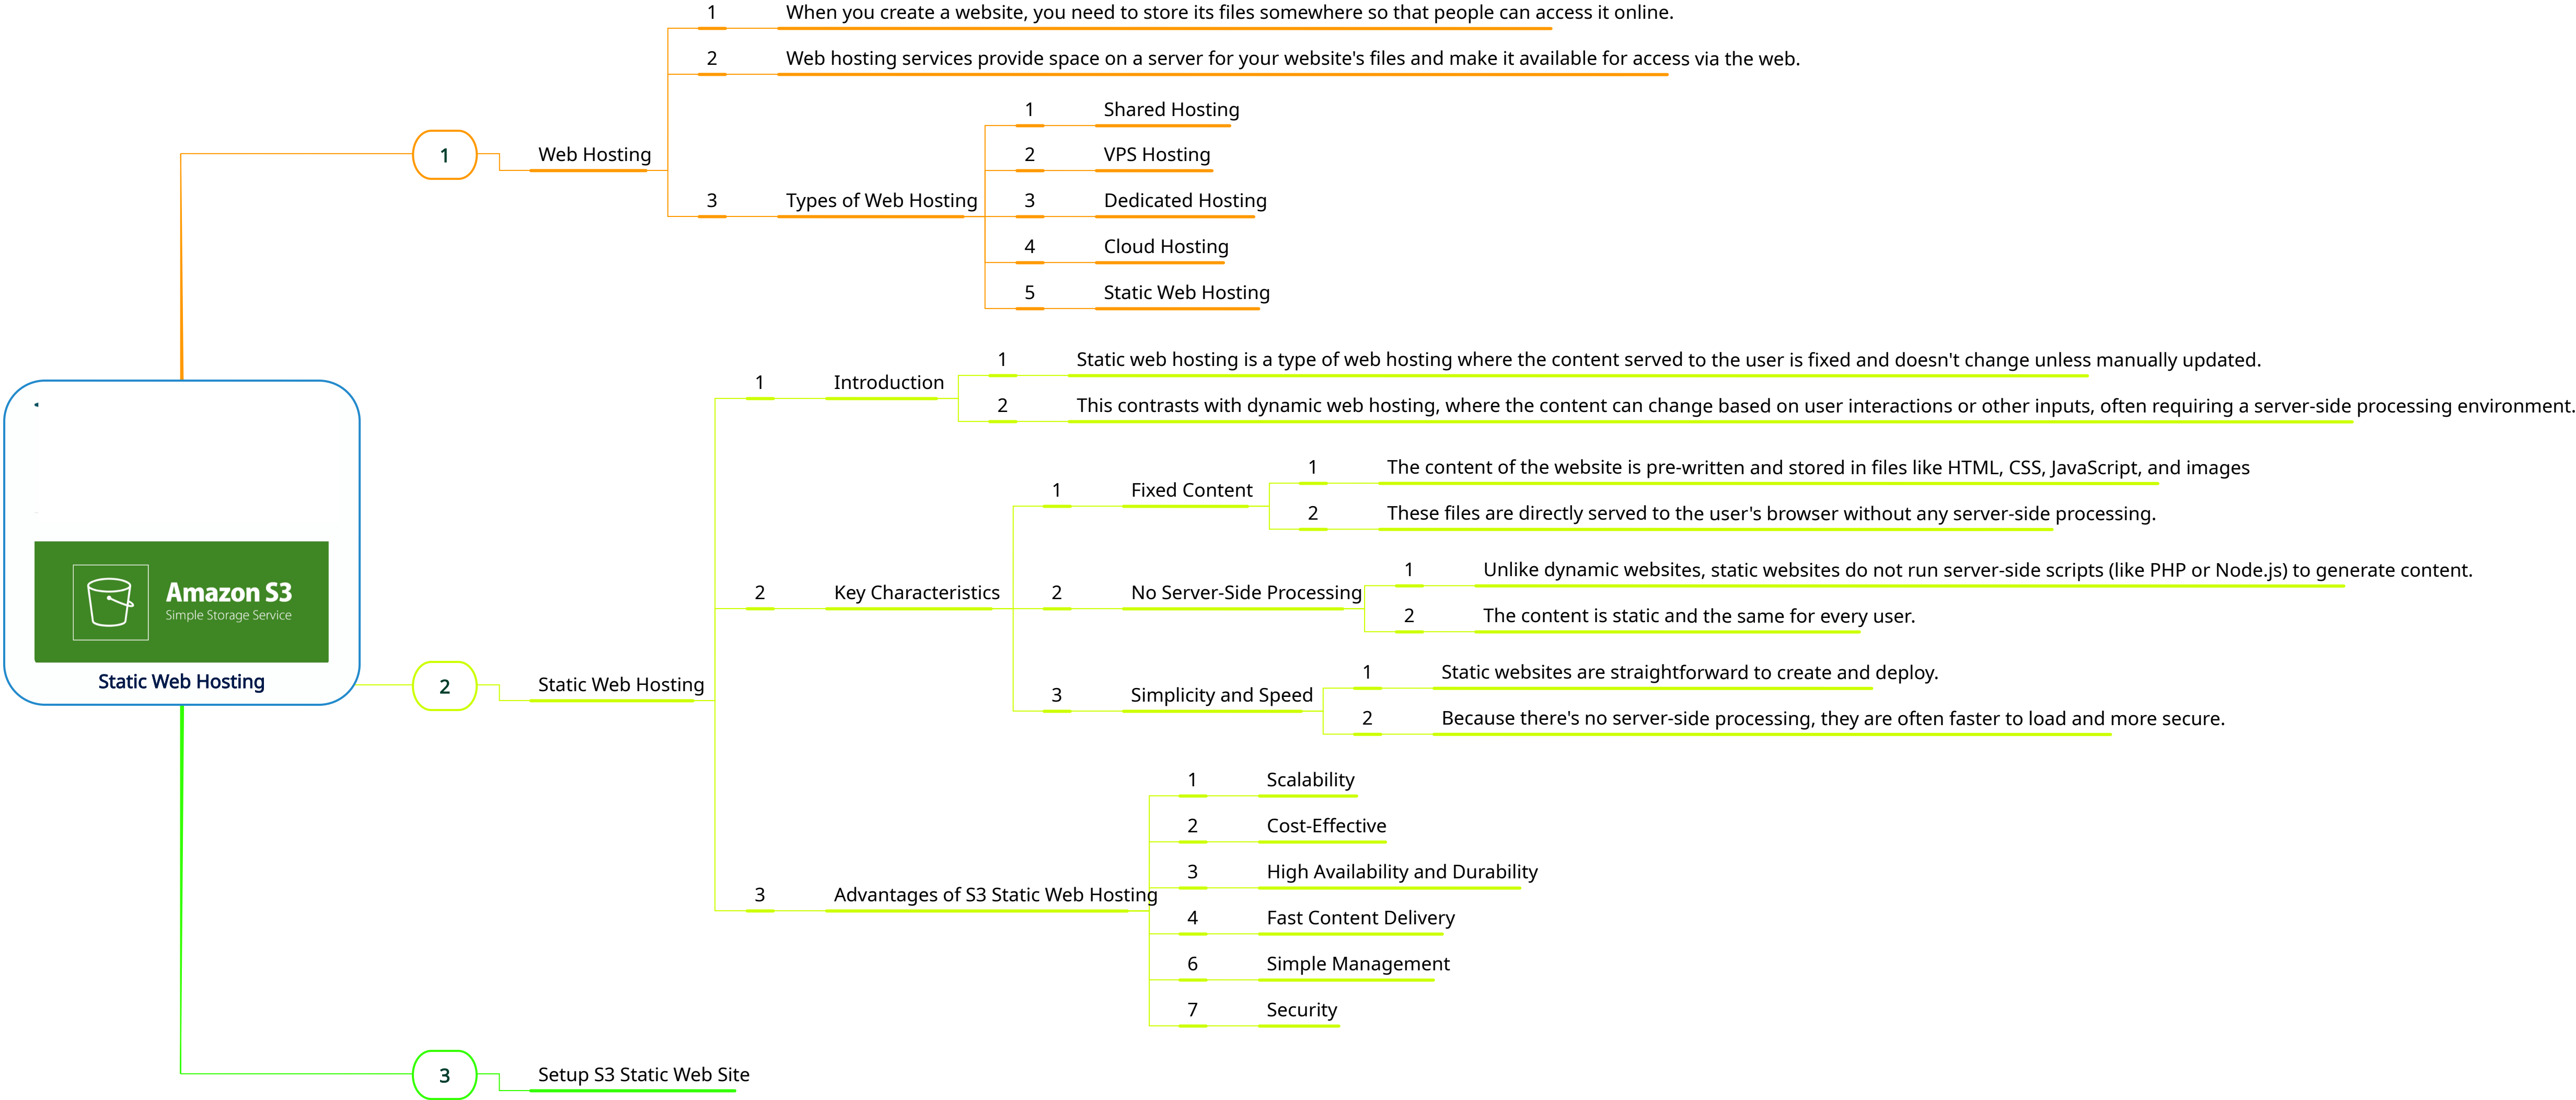 1 When you create a website, you need to store its files somewhere so that people can access it online.
2 Web hosting services provide space on a server for your website's files and make it available for access via the web.
1 Web Hosting
3 Types of Web Hosting
1 Shared Hosting
2 VPS Hosting
3 Dedicated Hosting
4 Cloud Hosting
5 Static Web Hosting
Amazon S3
Simple Storage Service
Static Web Hosting
2 Static Web Hosting
1 Introduction
1 Static web hosting is a type of web hosting where the content served to the user is fixed and doesn't change unless manually updated.
2 This contrasts with dynamic web hosting, where the content can change based on user interactions or other inputs, often requiring a server-side processing environment.
2 Key Characteristics
1 Fixed Content
1 The content of the website is pre-written and stored in files like HTML, CSS, JavaScript, and images
2 These files are directly served to the user's browser without any server-side processing.
2 No Server-Side Processing
1 Unlike dynamic websites, static websites do not run server-side scripts (like PHP or Node.js) to generate content.
2 The content is static and the same for every user.
3 Simplicity and Speed
1 Static websites are straightforward to create and deploy.
2 Because there's no server-side processing, they are often faster to load and more secure.
3 Advantages of S3 Static Web Hosting
1 Scalability
2 Cost-Effective
3 High Availability and Durability
4 Fast Content Delivery
6 Simple Management
7 Security
3 Setup S3 Static Web Site